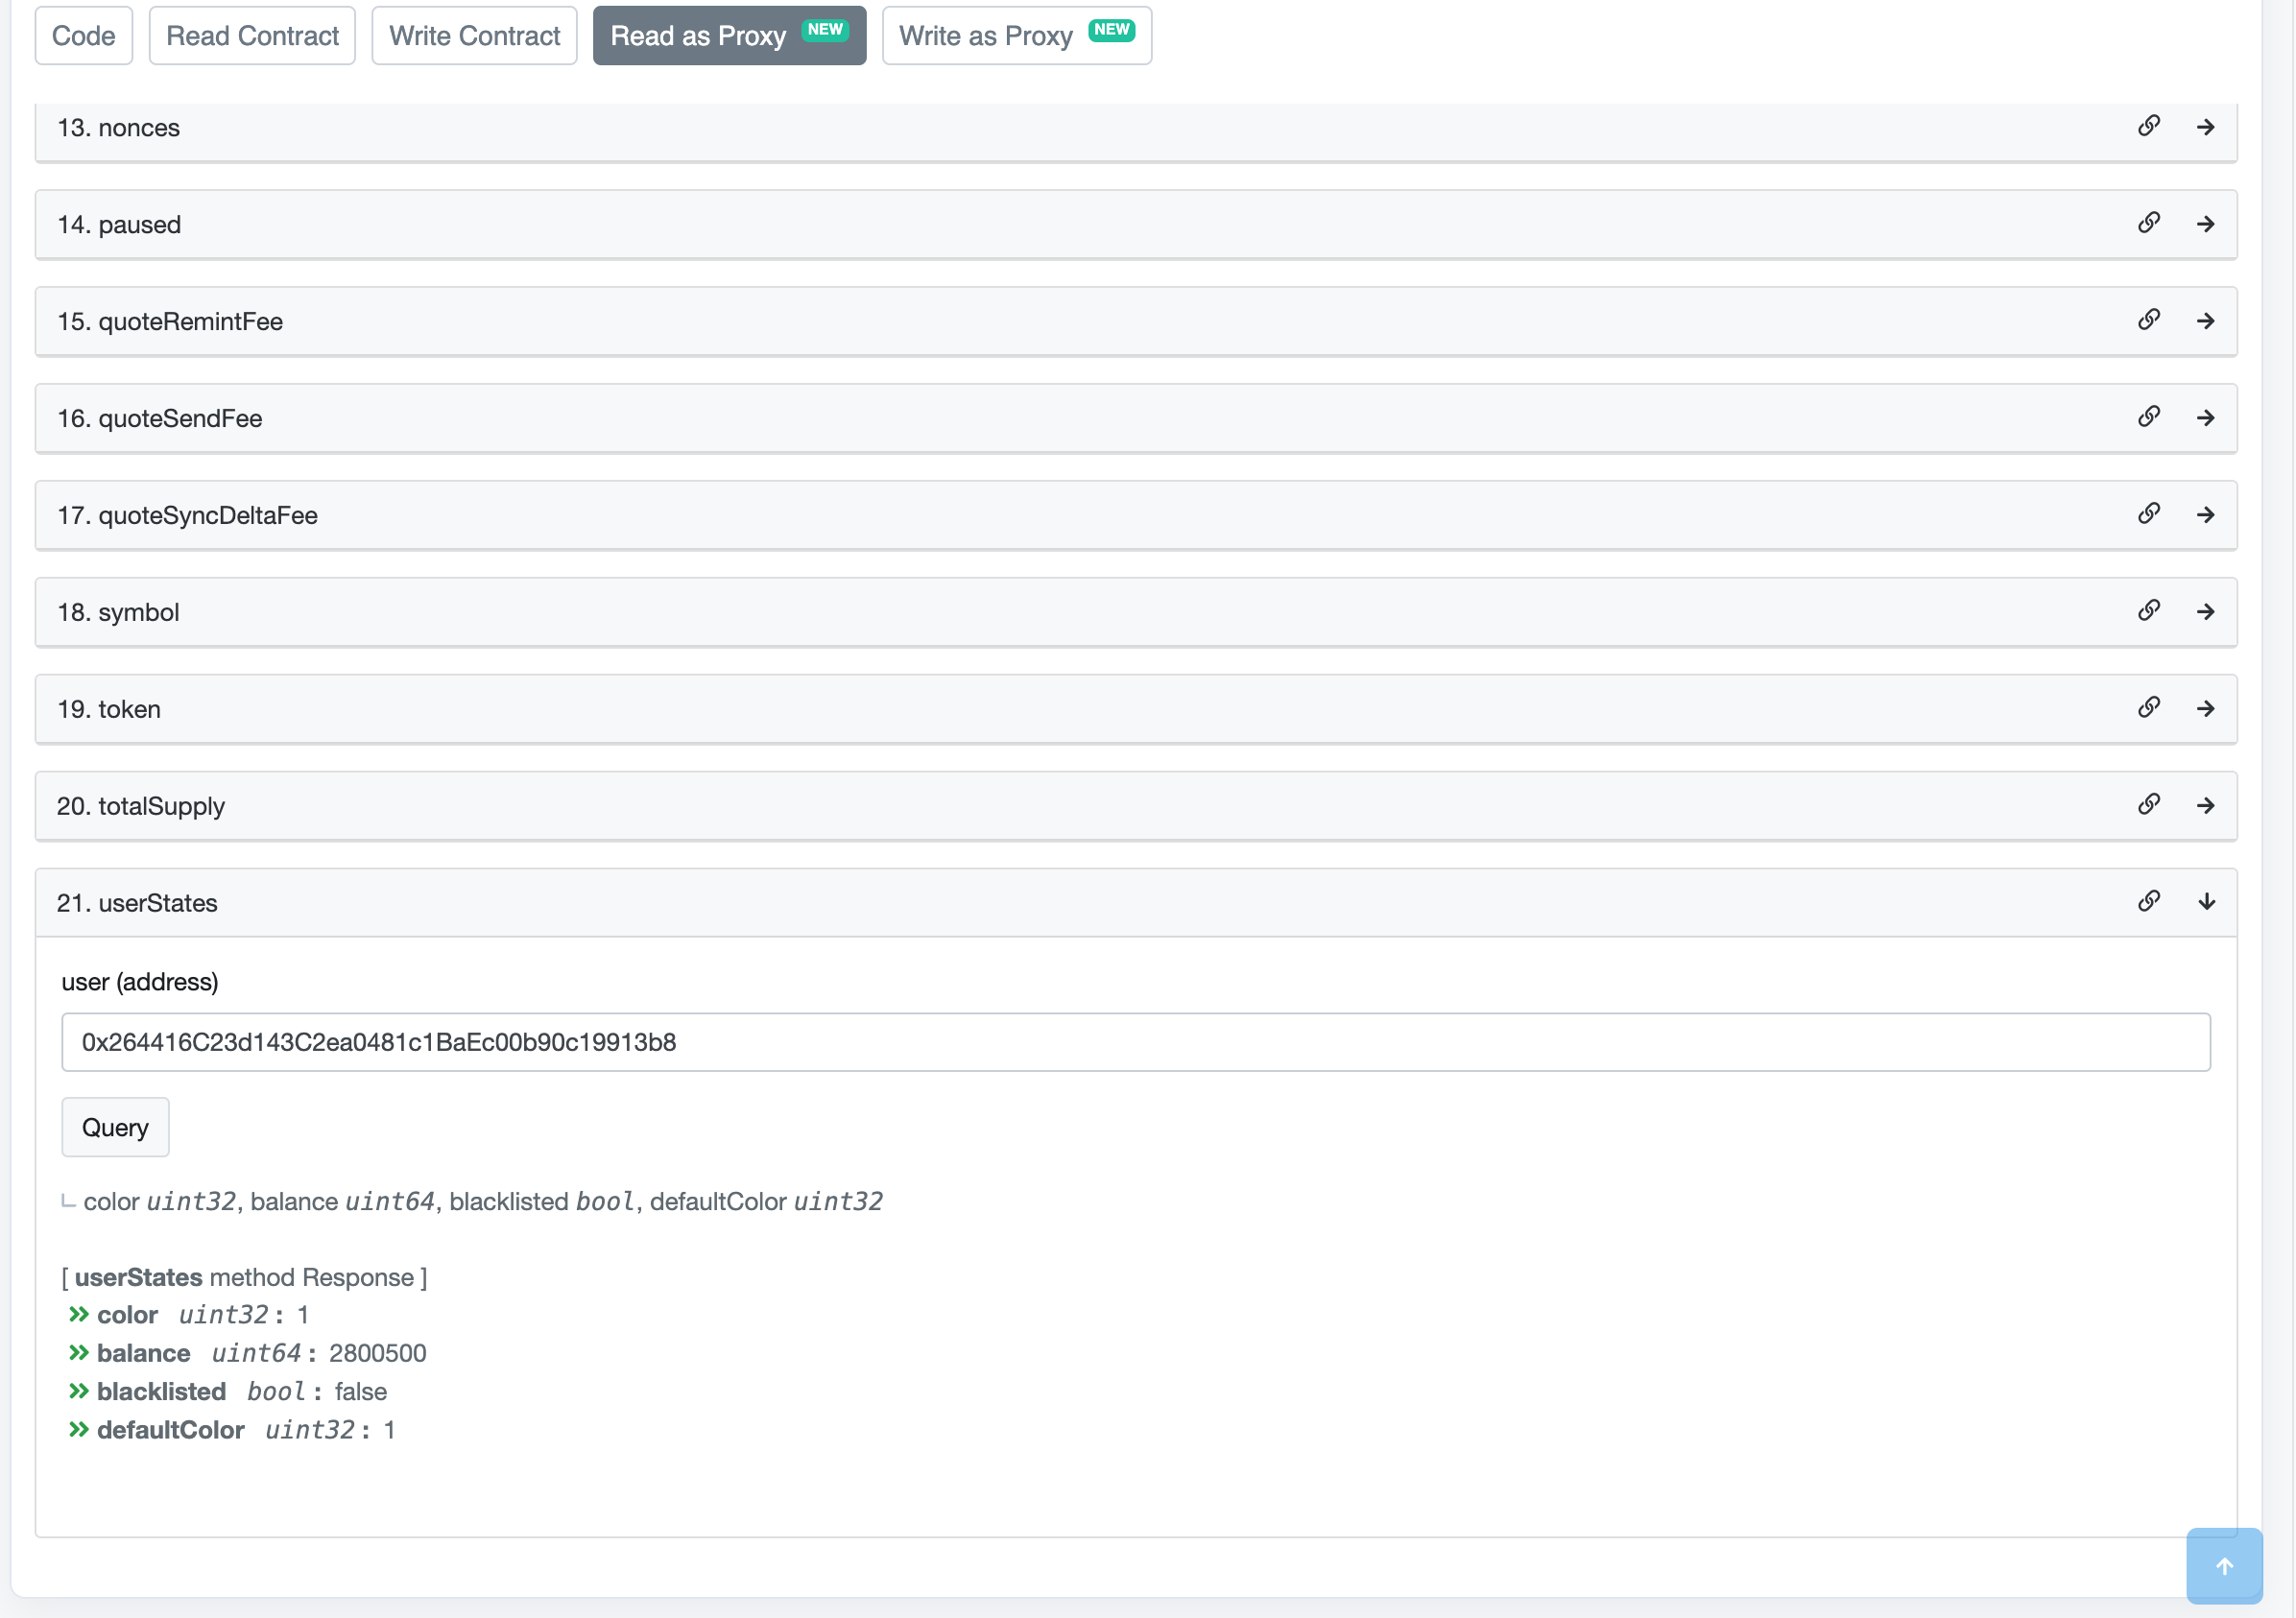 Code Read Contract Write Contract Read as Proxy NEW Write as Proxy NEW
13. nonces
14. paused
15. quoteRemintFee
16. quoteSendFee
17. quoteSyncDeltaFee
18. symbol
19. token
20. totalSupply
21. userStates
user (address)
0x264416C23d143C2ea0481c1BaEc00b90c19913b8
Query
color uint32, balance uint64, blacklisted bool, defaultColor uint32
[ userStates method Response ]
color uint32 : 1
balance uint64 : 2800500
blacklisted bool : false
defaultColor uint32 : 1